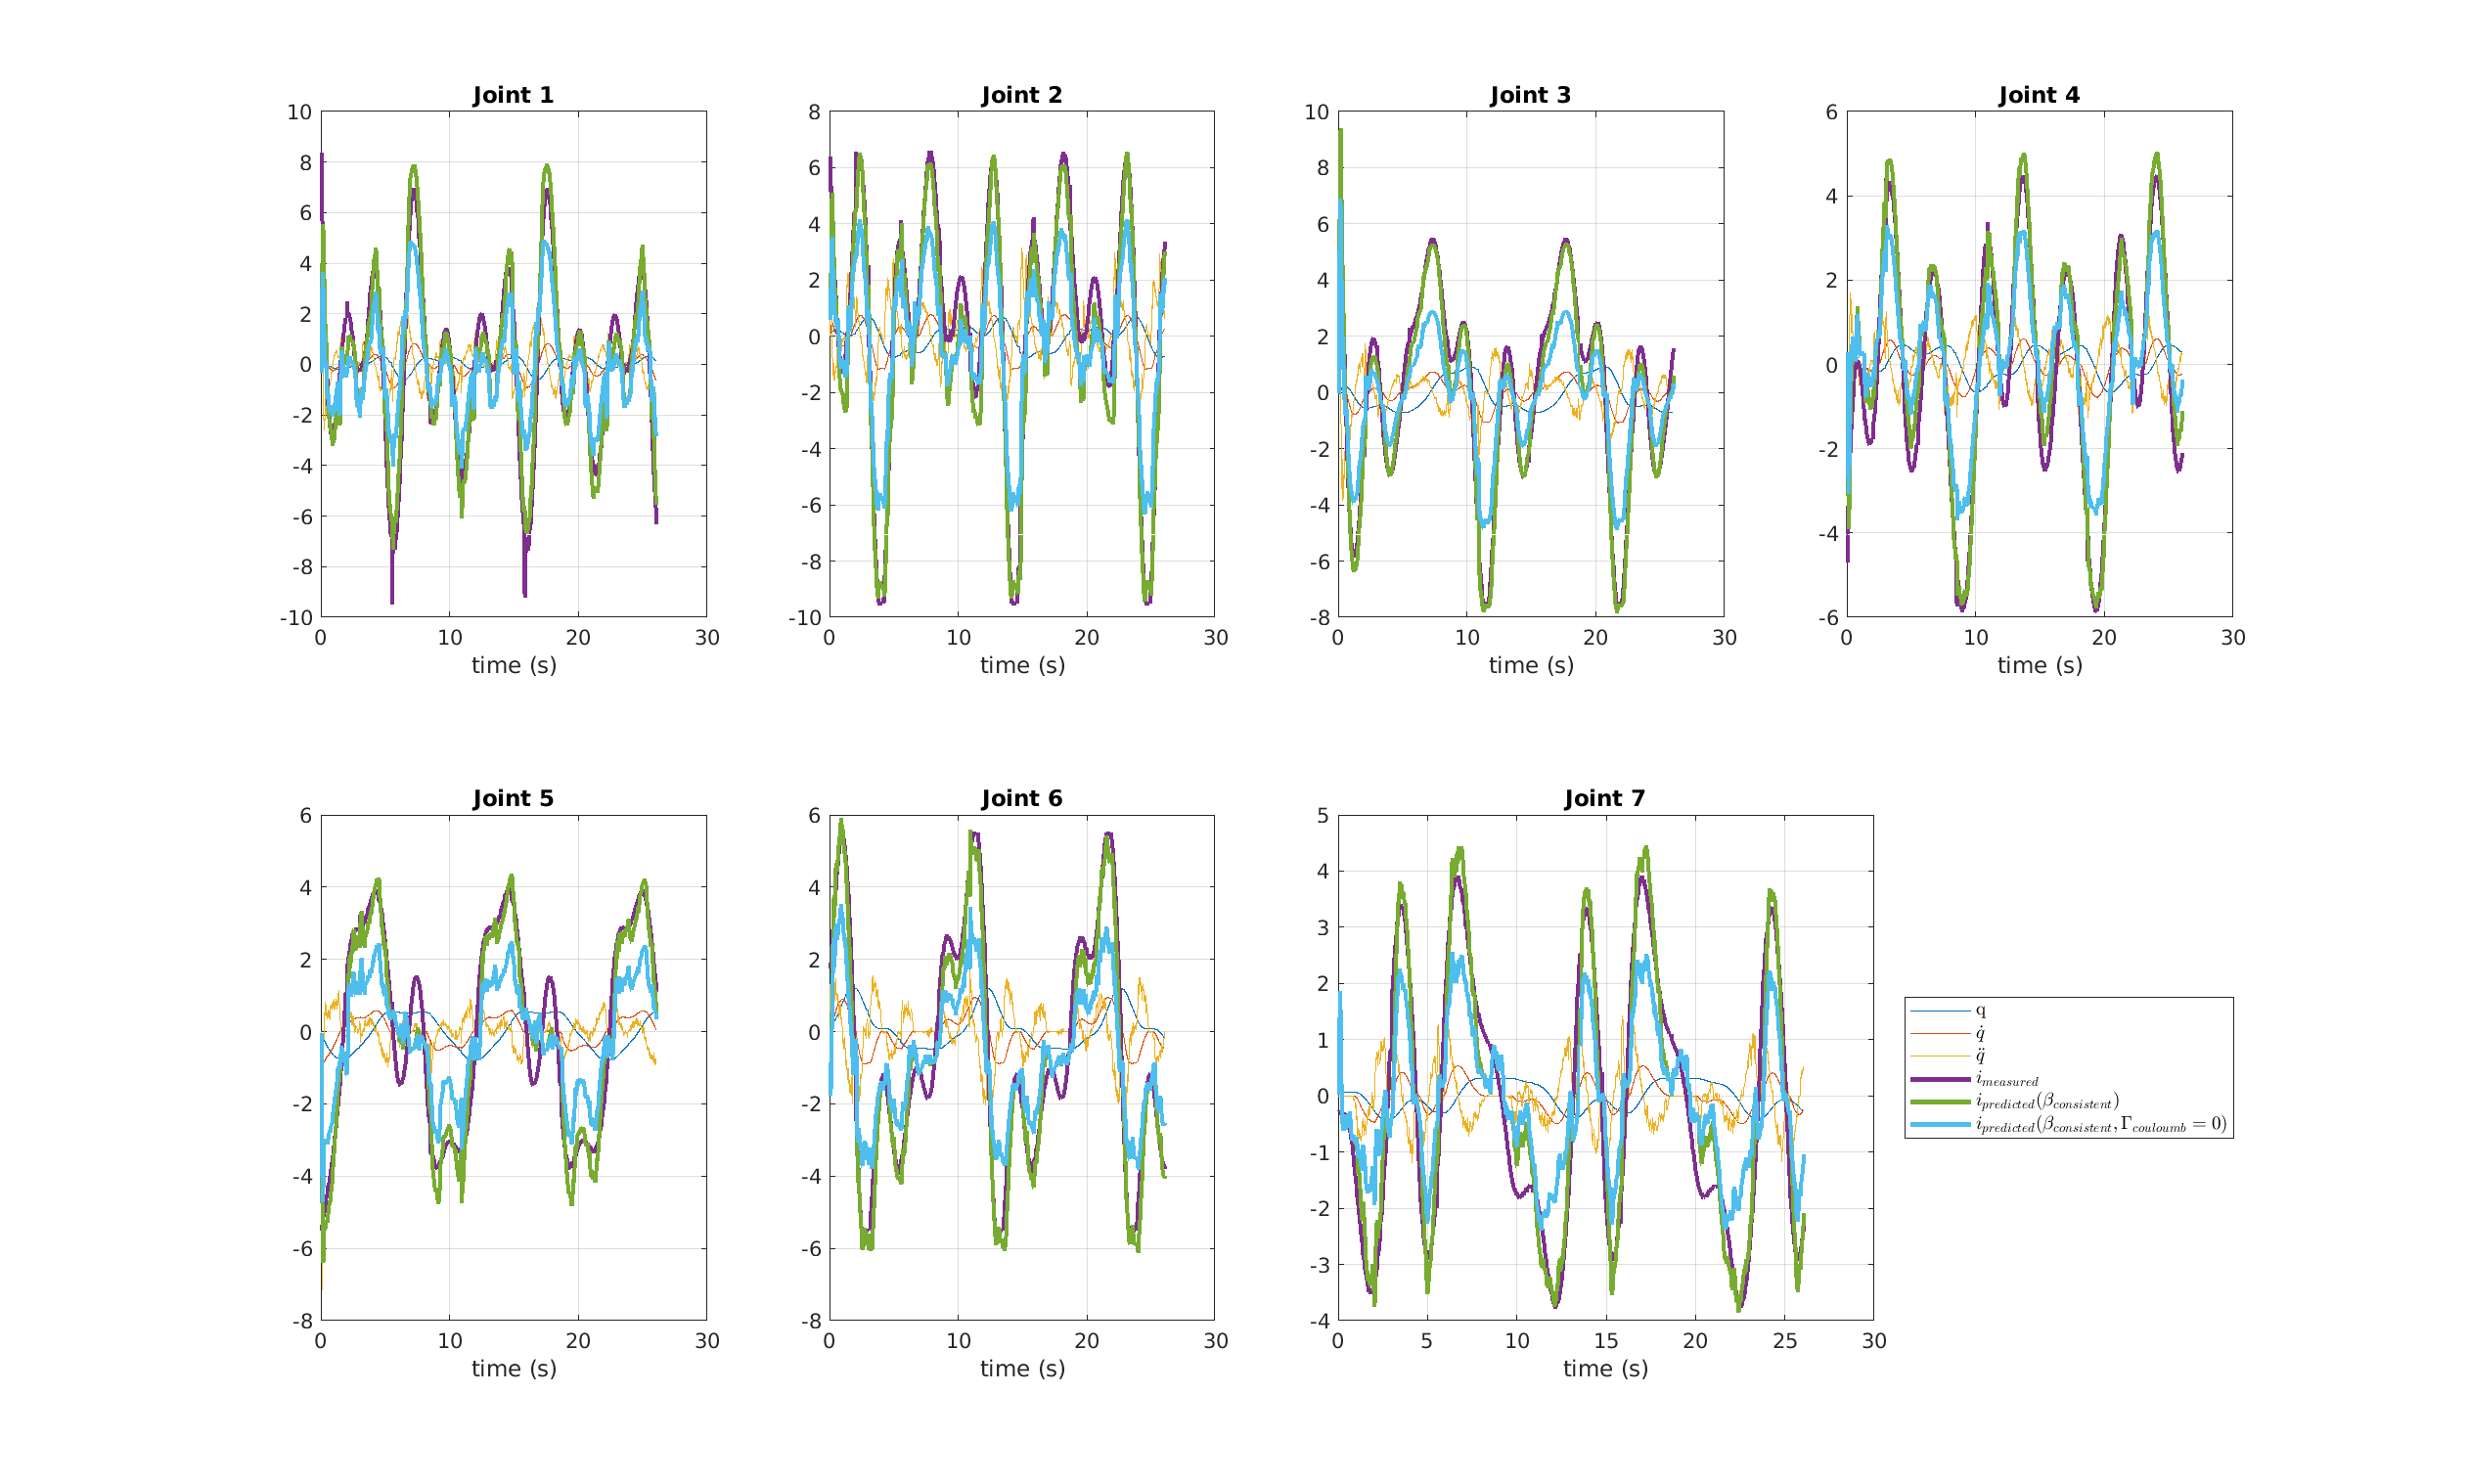 Joint 1
10
8
6
4
2
0
-2
-4
-6
-8
-10
0 10 20 30
time (s)
Joint 2
8
6
4
2
0
-2
-4
-6
-8
-10
0 10 20 30
time (s)
Joint 3
10
8
6
4
2
0
-2
-4
-6
-8
0 10 20 30
time (s)
Joint 4
6
4
2
0
-2
-4
-6
0 10 20 30
time (s)
Joint 5
6
4
2
0
-2
-4
-6
-8
0 10 20 30
time (s)
Joint 6
6
4
2
0
-2
-4
-6
-8
0 10 20 30
time (s)
Joint 7
5
4
3
2
1
0
-1
-2
-3
-4
0 5 10 15 20 25 30
time (s)
q
q̇
q̈
i_measured
i_predicted(β_consistent)
i_predicted(β_consistent, Γ_couloumb = 0)